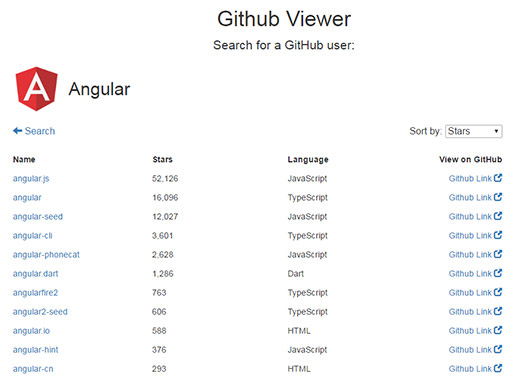 Github Viewer
Search for a GitHub user:
A Angular
Search Sort by: Stars
Name Stars Language View on GitHub
angular.js 52,126 JavaScript Github Link
angular 16,096 TypeScript Github Link
angular-seed 12,027 JavaScript Github Link
angular-cli 3,601 TypeScript Github Link
angular-phonecat 2,628 JavaScript Github Link
angular.dart 1,286 Dart Github Link
angularfire2 763 TypeScript Github Link
angular2-seed 606 TypeScript Github Link
angular.io 588 HTML Github Link
angular-hint 376 JavaScript Github Link
angular-cn 293 HTML Github Link